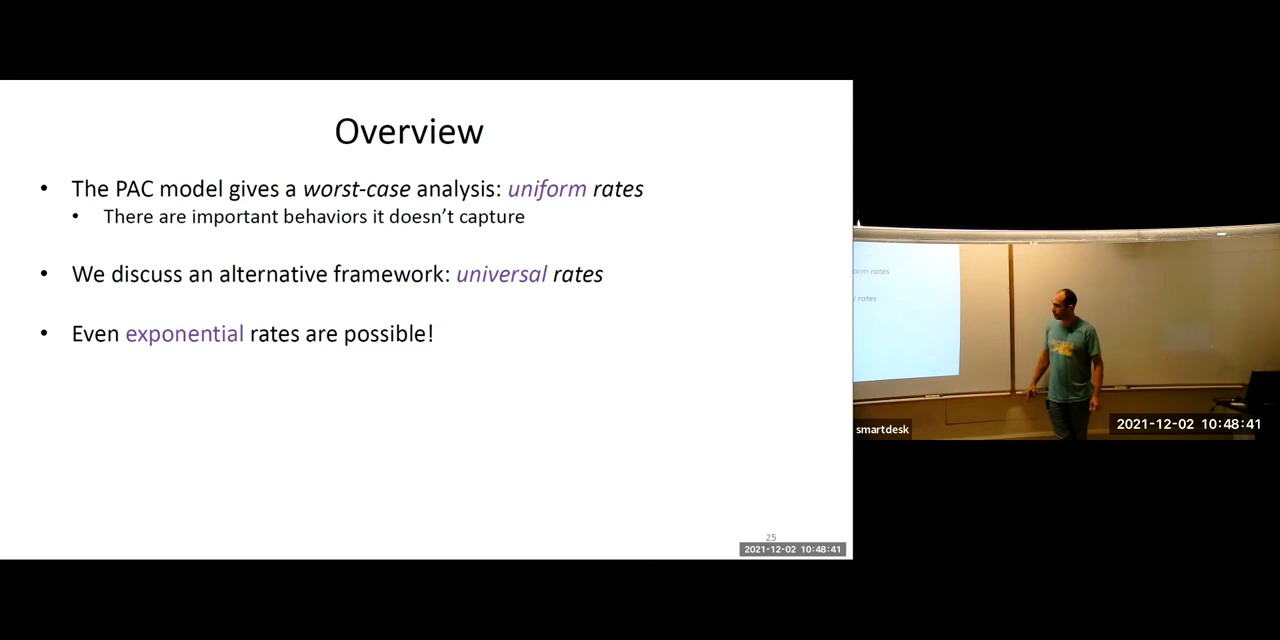 Overview
• The PAC model gives a worst-case analysis: uniform rates
• There are important behaviors it doesn't capture
• We discuss an alternative framework: universal rates
• Even exponential rates are possible!
25
2021-12-02 10:48:41
rates
rates
smartdesk
2021-12-02 10:48:41